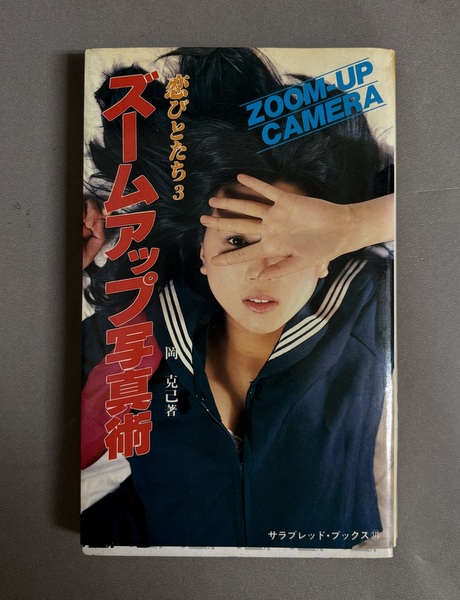 ZOOM-UP
CAMERA
恋びとたち3
ズームアップ写真術
岡克己著
サラブレッド・ブックス